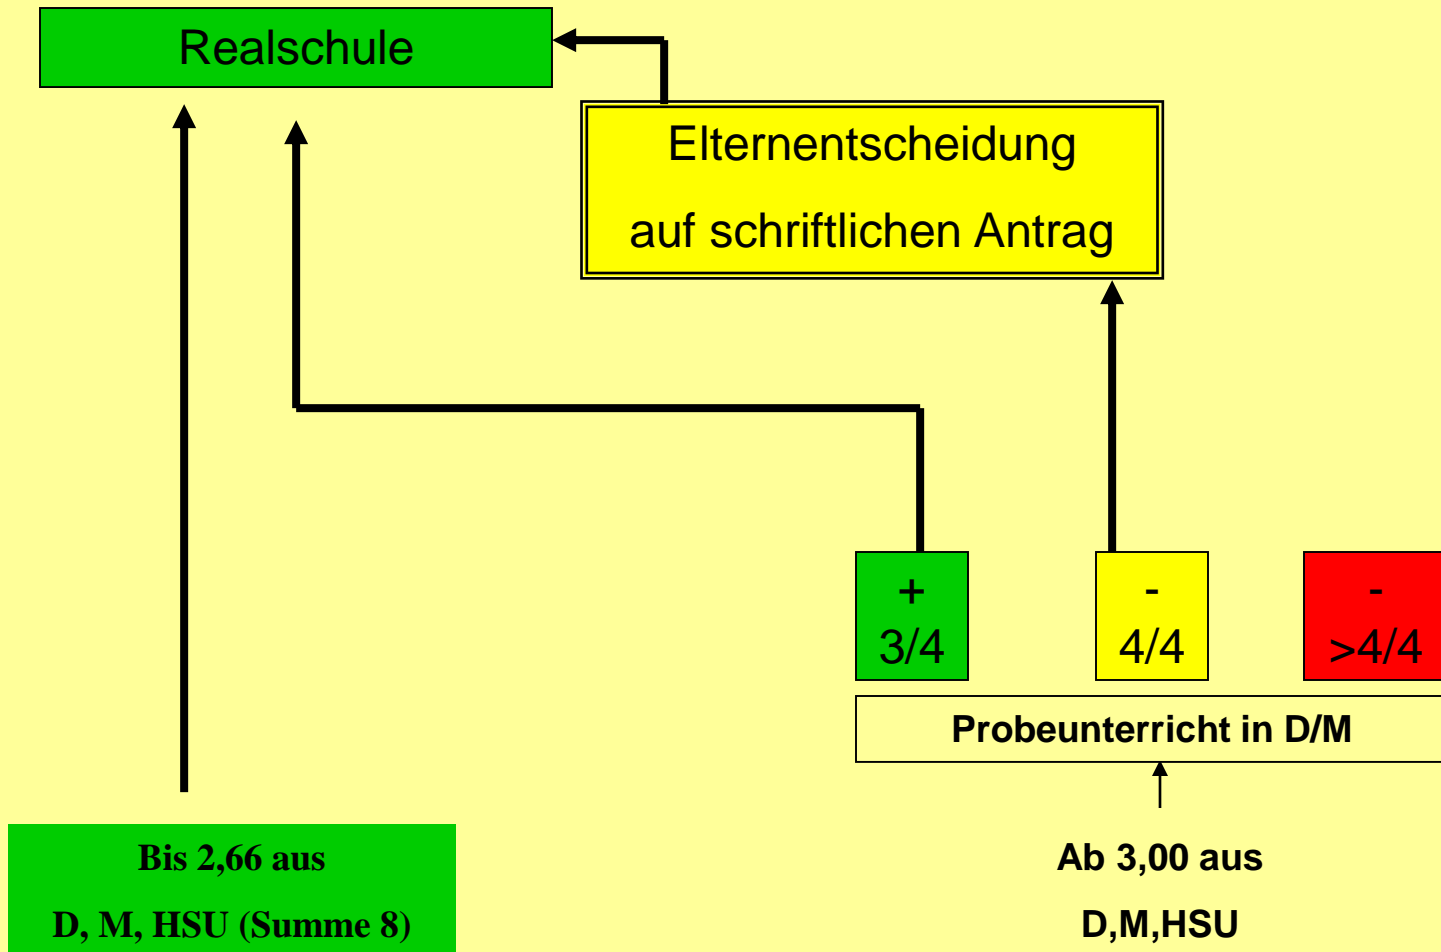 Realschule
Elternentscheidung
auf schriftlichen Antrag
+
3/4
-
4/4
-
>4/4
Probeunterricht in D/M
Bis 2,66 aus
D, M, HSU (Summe 8)
Ab 3,00 aus
D,M,HSU